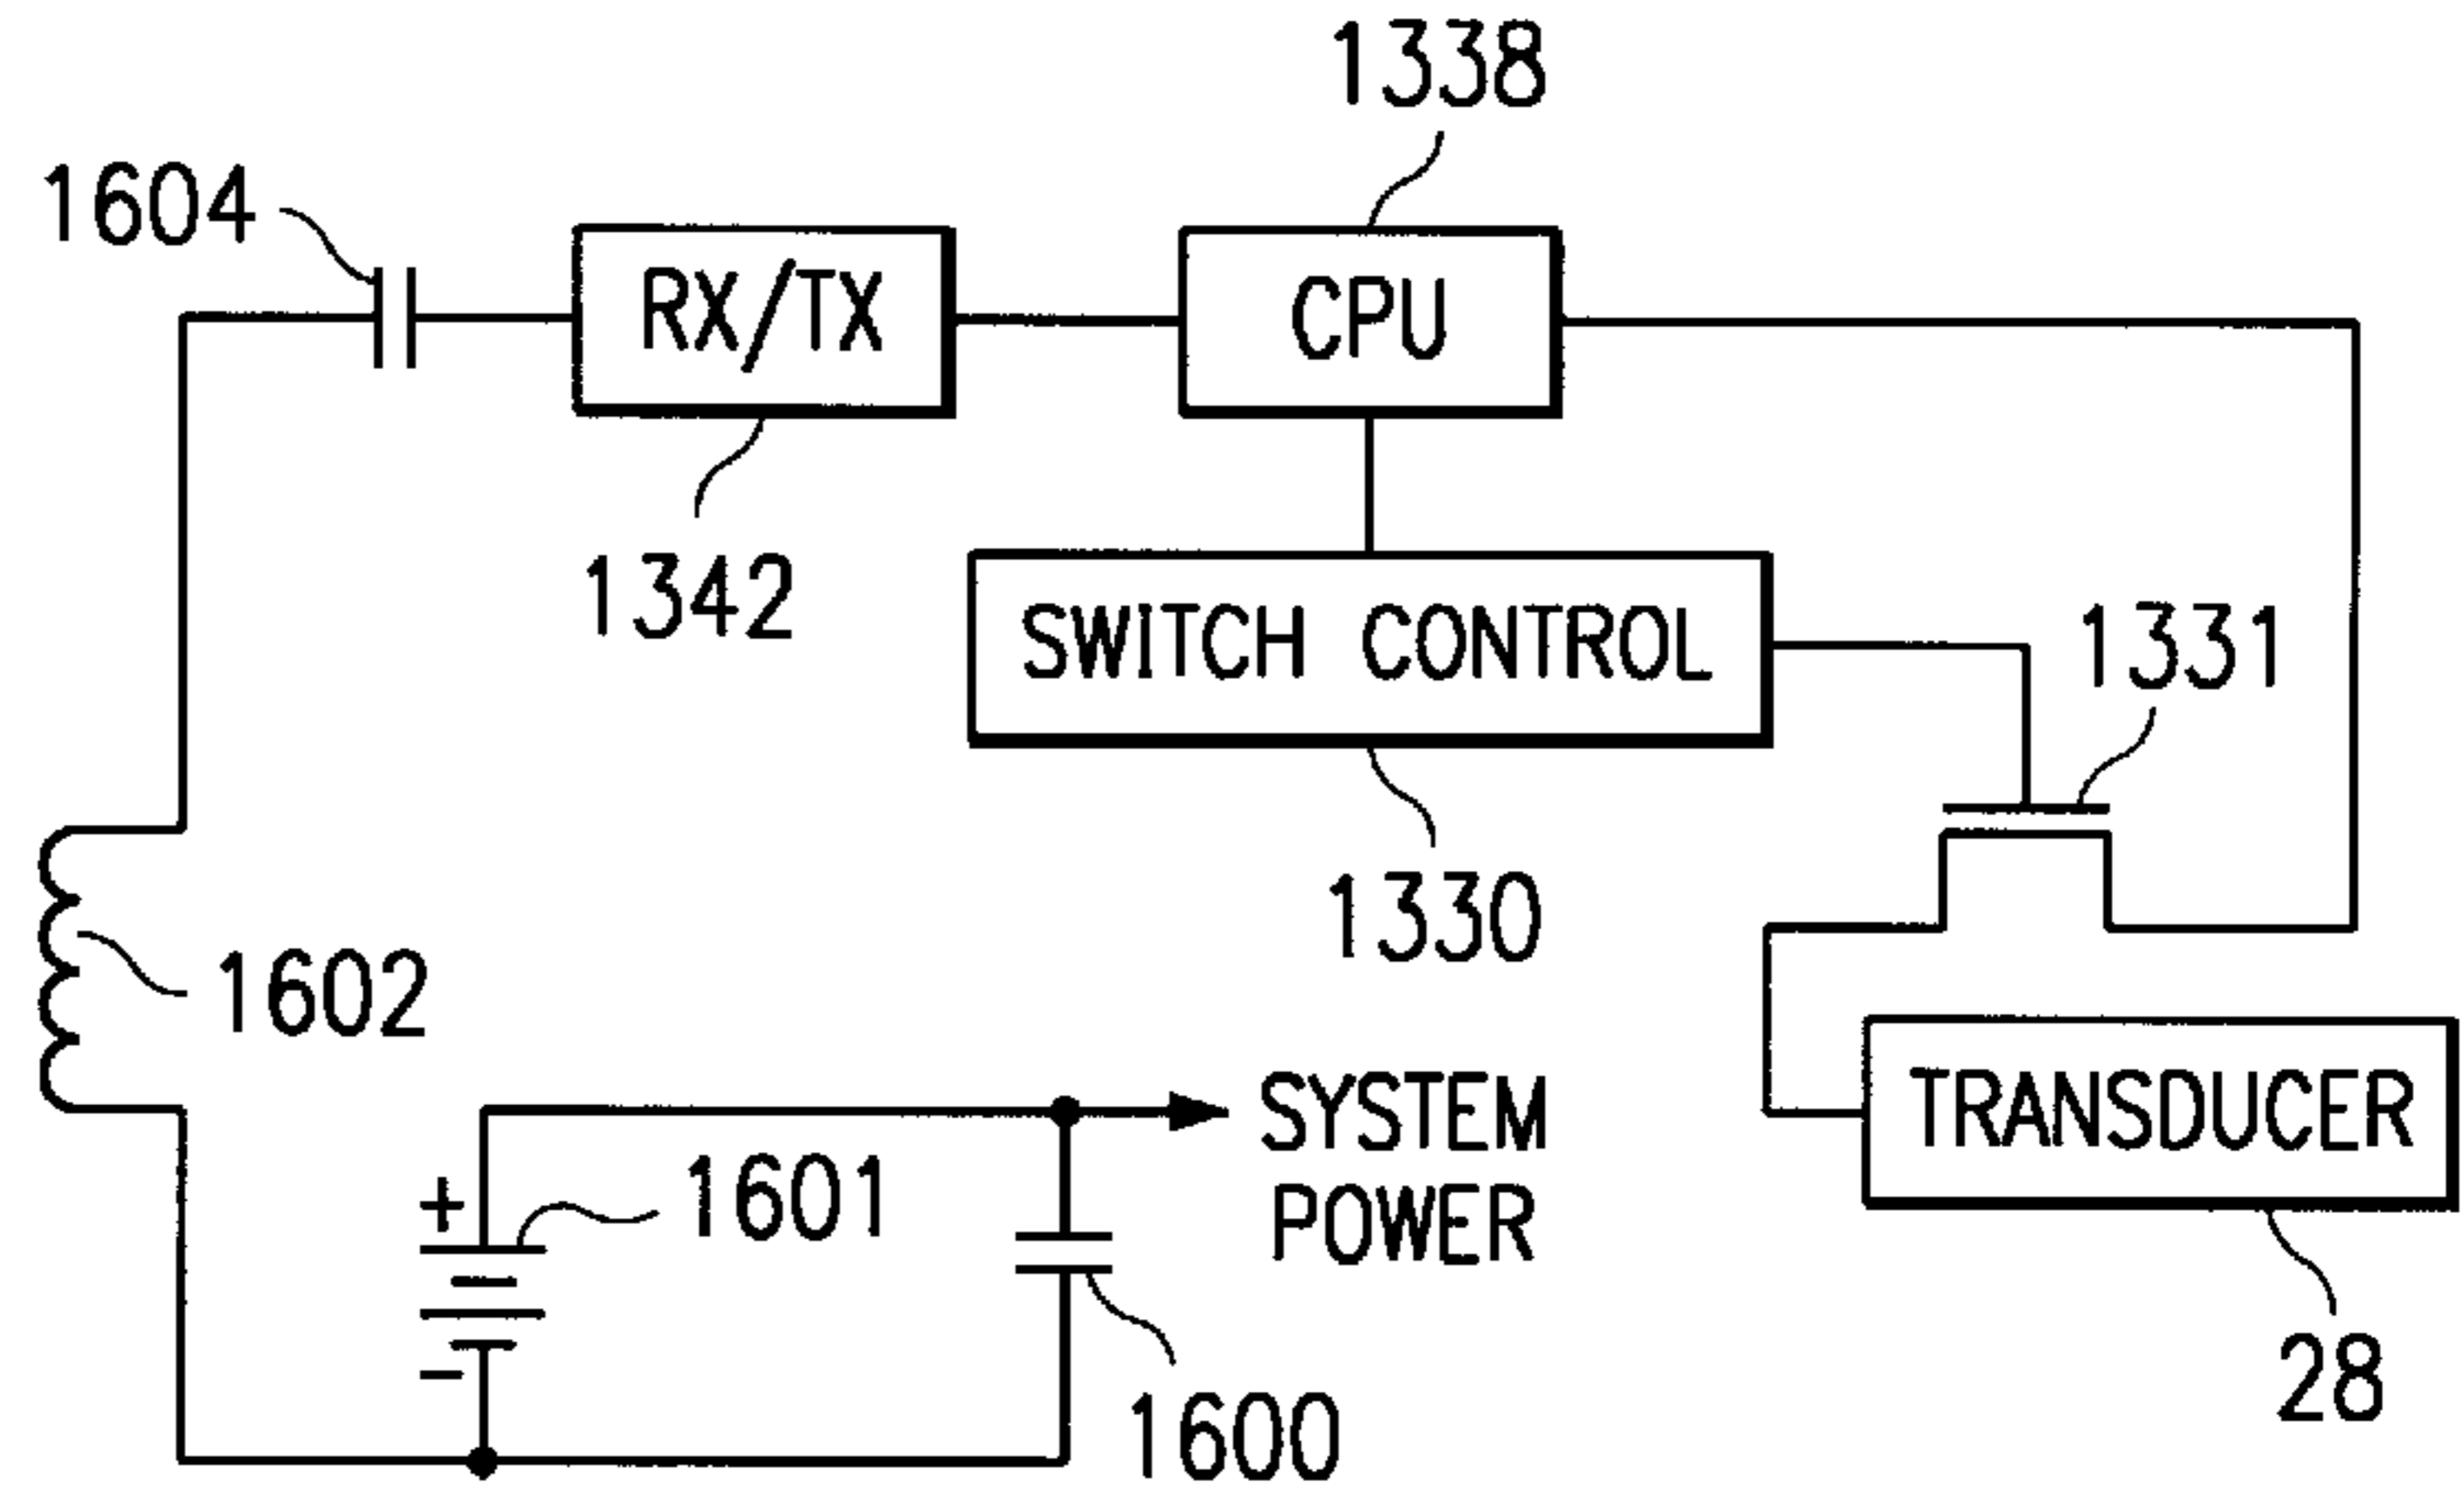 1338
1604
RX/TX
CPU
1342
SWITCH CONTROL
1331
1330
1602
SYSTEM
POWER
TRANSDUCER
+
1601
-
1600
28